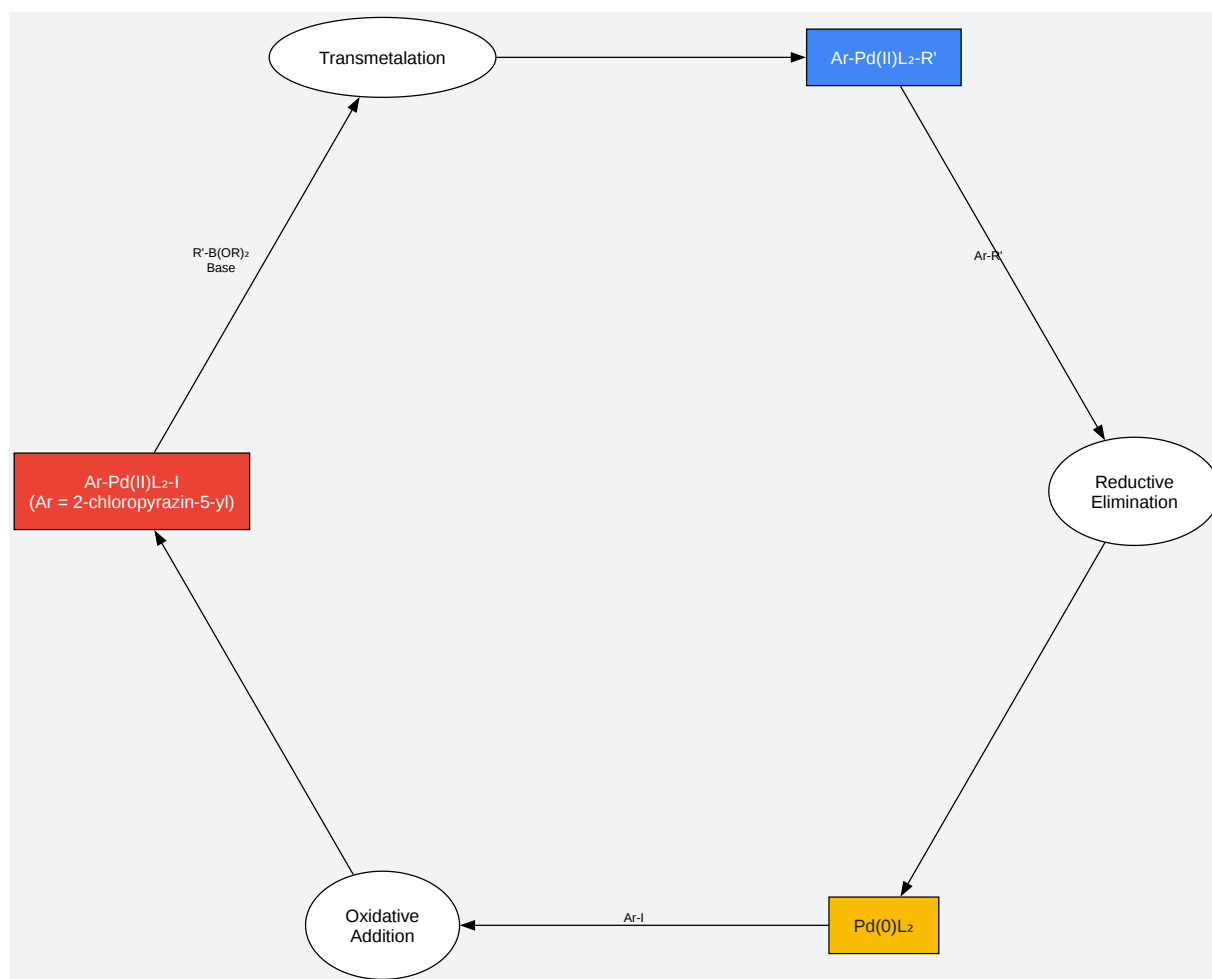 Transmetalation
Ar-Pd(II)L₂-R'
R'-B(OR)₂
Base
Ar-R'
Ar-Pd(II)L₂-I
(Ar = 2-chloropyrazin-5-yl)
Reductive
Elimination
Oxidative
Addition
Ar-I
Pd(0)L₂